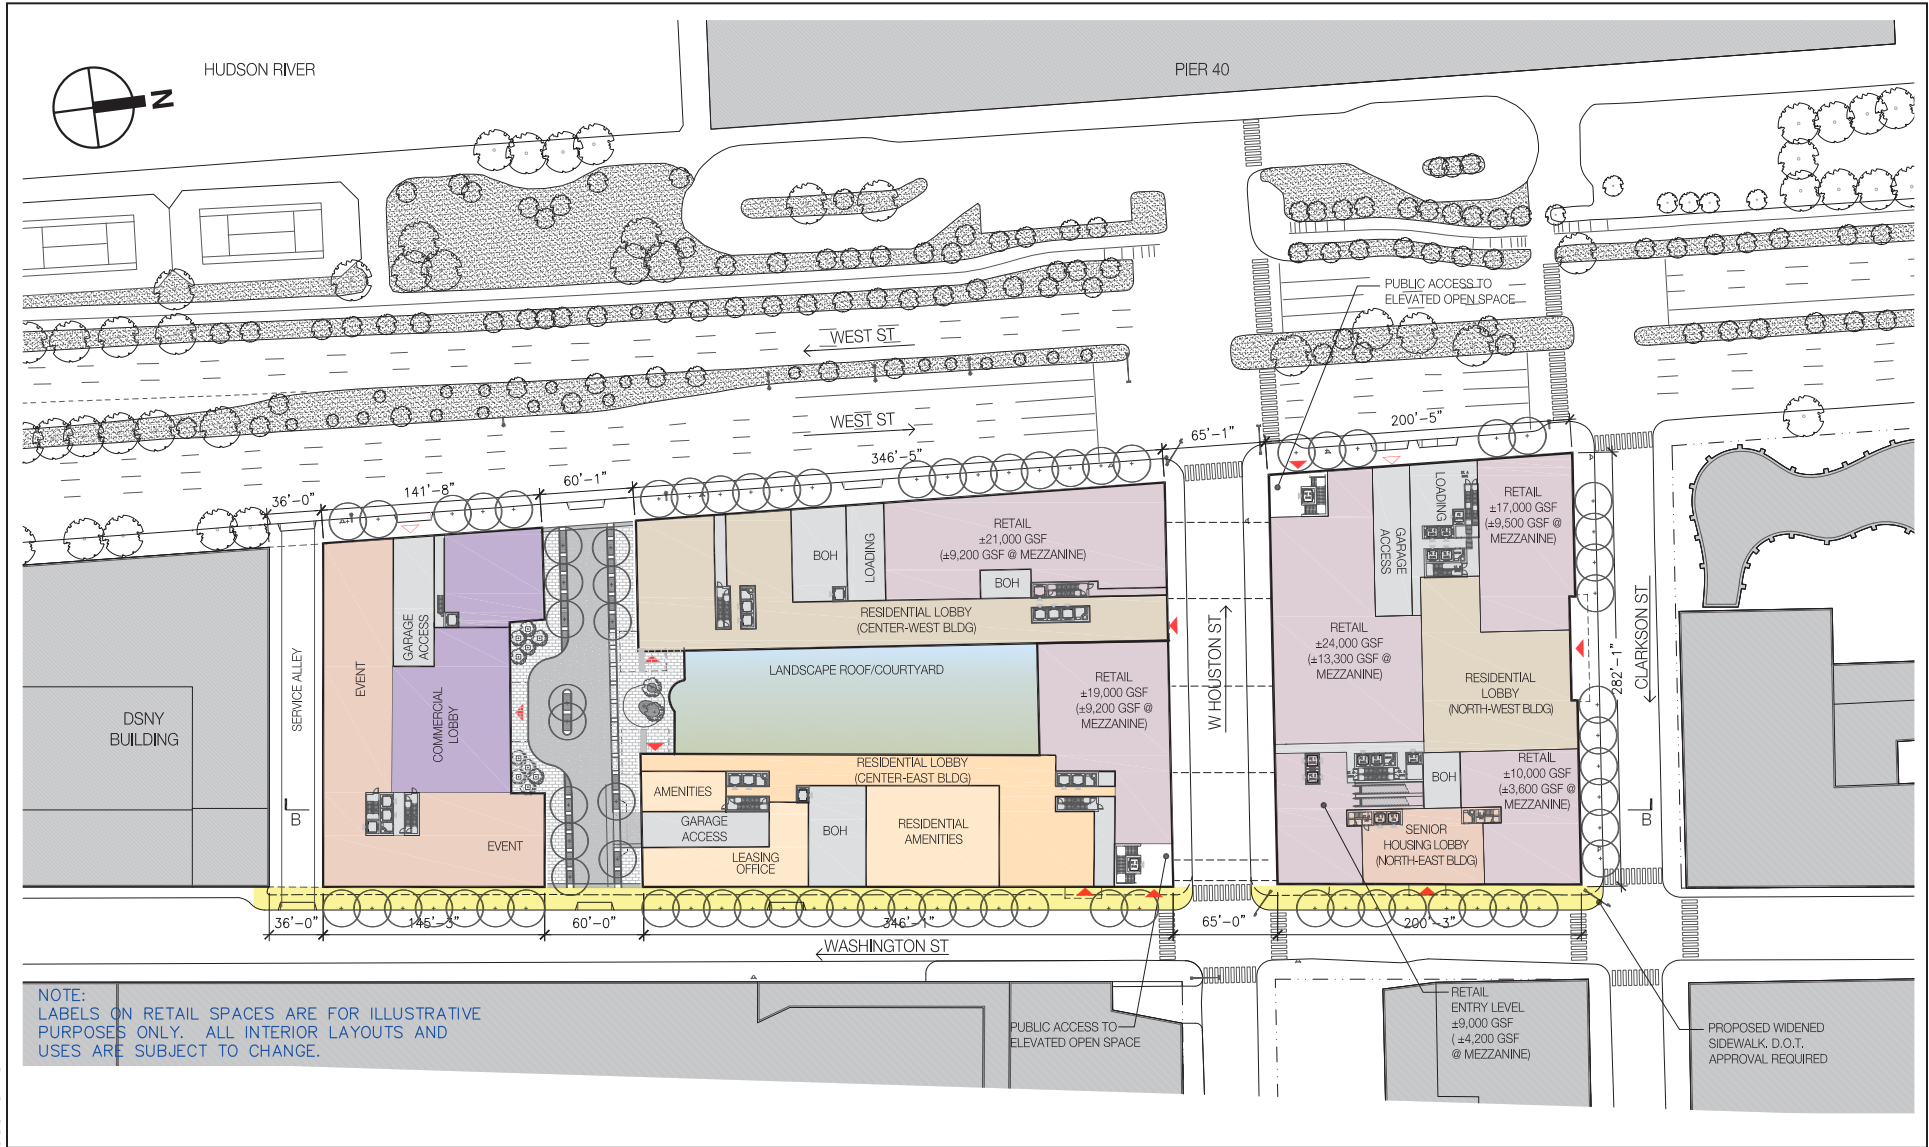 HUDSON RIVER
N
PIER 40
PUBLIC ACCESS TO
ELEVATED OPEN SPACE
WEST ST
WEST ST
36'-0"
141'-8"
60'-1"
346'-5"
65'-1"
200'-5"
DSNY
BUILDING
SERVICE ALLEY
EVENT
GARAGE
ACCESS
COMMERCIAL
LOBBY
EVENT
B
BOH
LOADING
RETAIL
±21,000 GSF
(±9,200 GSF @ MEZZANINE)
BOH
RESIDENTIAL LOBBY
(CENTER-WEST BLDG)
LANDSCAPE ROOF/COURTYARD
RETAIL
±19,000 GSF
(±9,200 GSF @
MEZZANINE)
RESIDENTIAL LOBBY
(CENTER-EAST BLDG)
AMENITIES
GARAGE
ACCESS
LEASING
OFFICE
BOH
RESIDENTIAL
AMENITIES
W HOUSTON ST
GARAGE
ACCESS
LOADING
RETAIL
±17,000 GSF
(±9,500 GSF @
MEZZANINE)
RETAIL
±24,000 GSF
(±13,300 GSF @
MEZZANINE)
RESIDENTIAL
LOBBY
(NORTH-WEST BLDG)
BOH
RETAIL
±10,000 GSF
(±3,600 GSF @
MEZZANINE)
SENIOR
HOUSING LOBBY
(NORTH-EAST BLDG)
282'-1"
CLARKSON ST
B
36'-0"
145'-3"
60'-0"
346'-1"
65'-0"
200'-3"
WASHINGTON ST
NOTE:
LABELS ON RETAIL SPACES ARE FOR ILLUSTRATIVE
PURPOSES ONLY. ALL INTERIOR LAYOUTS AND
USES ARE SUBJECT TO CHANGE.
PUBLIC ACCESS TO
ELEVATED OPEN SPACE
RETAIL
ENTRY LEVEL
±9,000 GSF
( ±4,200 GSF
@ MEZZANINE)
PROPOSED WIDENED
SIDEWALK. D.O.T.
APPROVAL REQUIRED